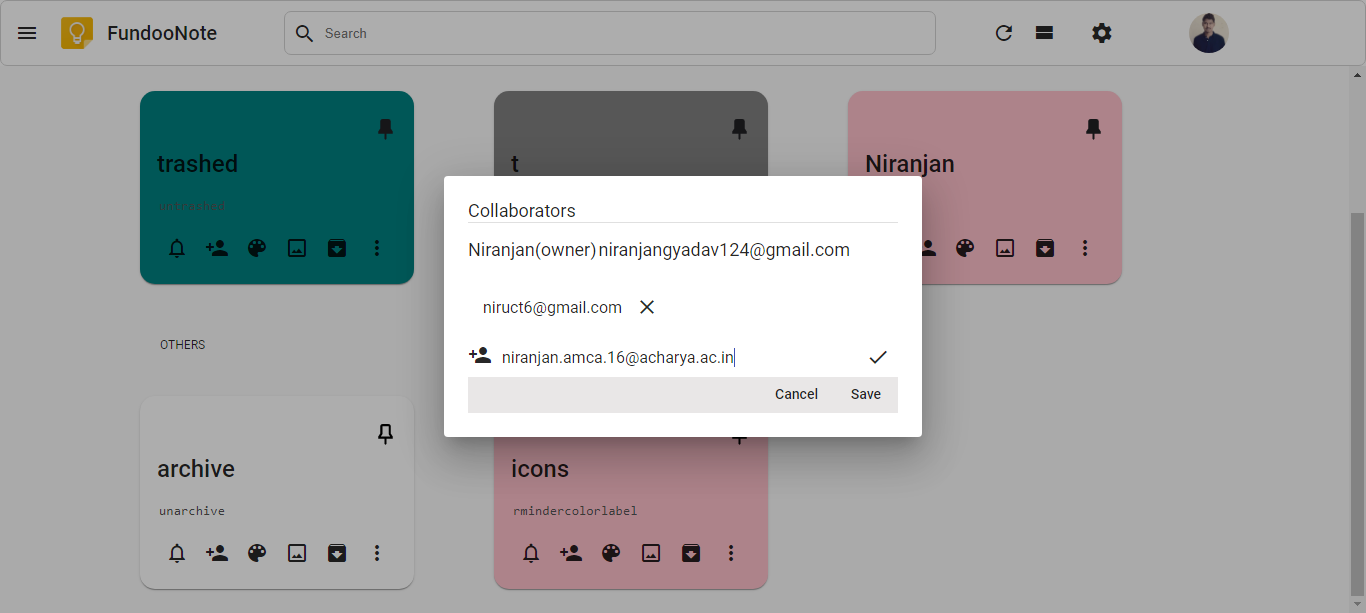 FundooNote
Search
trashed
untrashed
t
Niranjan
Collaborators
Niranjan(owner) niranjangyadav124@gmail.com
niruct6@gmail.com
niranjan.amca.16@acharya.ac.in
Cancel Save
OTHERS
archive
unarchive
icons
rmindercolorlabel